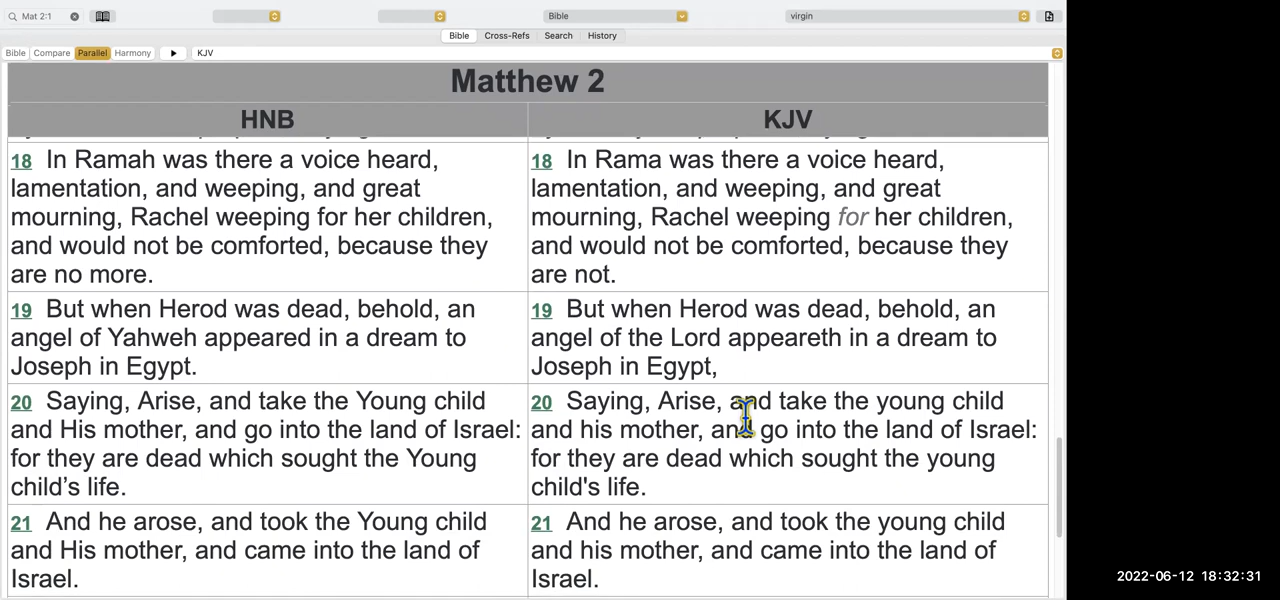 Mat 2:1 Bible virgin
Bible Cross-Refs Search History
Bible Compare Parallel Harmony KJV
Matthew 2
HNB KJV
18 In Ramah was there a voice heard,
lamentation, and weeping, and great
mourning, Rachel weeping for her children,
and would not be comforted, because they
are no more.
18 In Rama was there a voice heard,
lamentation, and weeping, and great
mourning, Rachel weeping for her children,
and would not be comforted, because they
are not.
19 But when Herod was dead, behold, an
angel of Yahweh appeared in a dream to
Joseph in Egypt.
19 But when Herod was dead, behold, an
angel of the Lord appeareth in a dream to
Joseph in Egypt,
20 Saying, Arise, and take the Young child
and His mother, and go into the land of Israel:
for they are dead which sought the Young
child’s life.
20 Saying, Arise, and take the young child
and his mother, and go into the land of Israel:
for they are dead which sought the young
child's life.
21 And he arose, and took the Young child
and His mother, and came into the land of
Israel.
21 And he arose, and took the young child
and his mother, and came into the land of
Israel.
2022-06-12 18:32:31